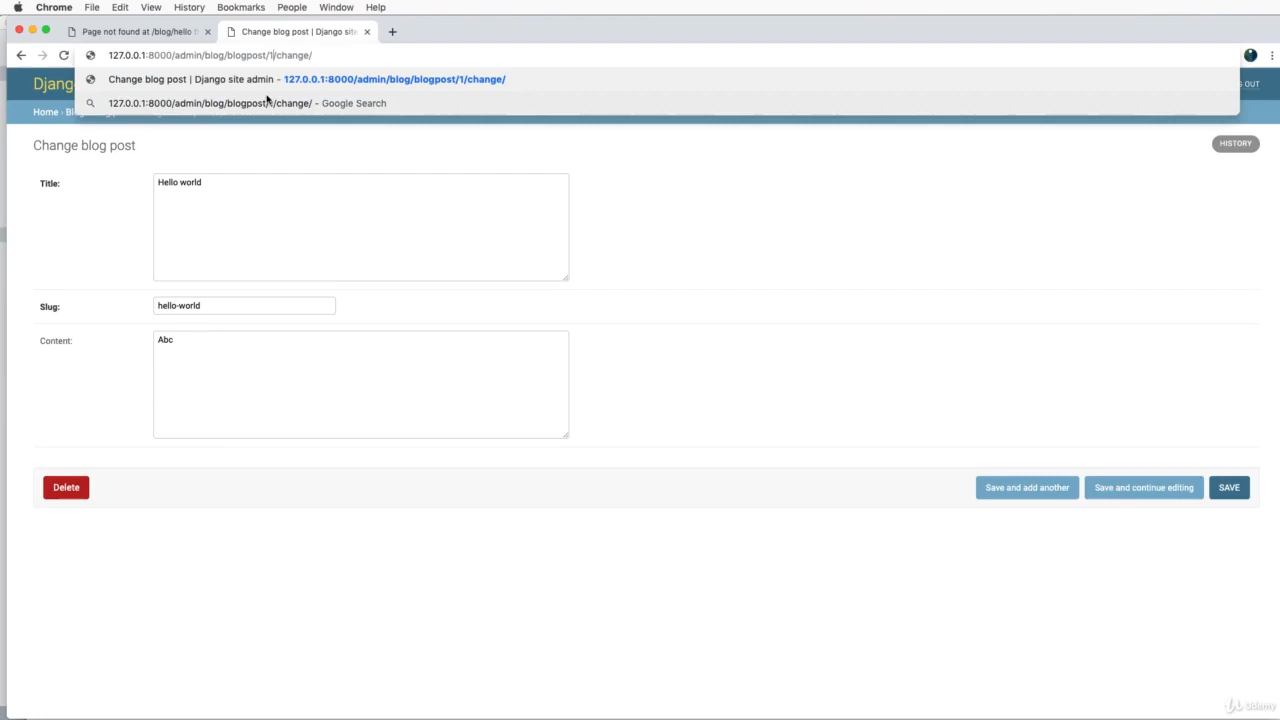 Chrome File Edit View History Bookmarks People Window Help
Page not found at /blog/hello
Change blog post | Django site
127.0.0.1:8000/admin/blog/blogpost/1/change/
Change blog post | Django site admin - 127.0.0.1:8000/admin/blog/blogpost/1/change/
127.0.0.1:8000/admin/blog/blogpost/1/change/ - Google Search
Django
OUT
Home ›
Change blog post
HISTORY
Title:
Hello world
Slug:
hello-world
Content:
Abc
Delete
Save and add another
Save and continue editing
SAVE
Udemy